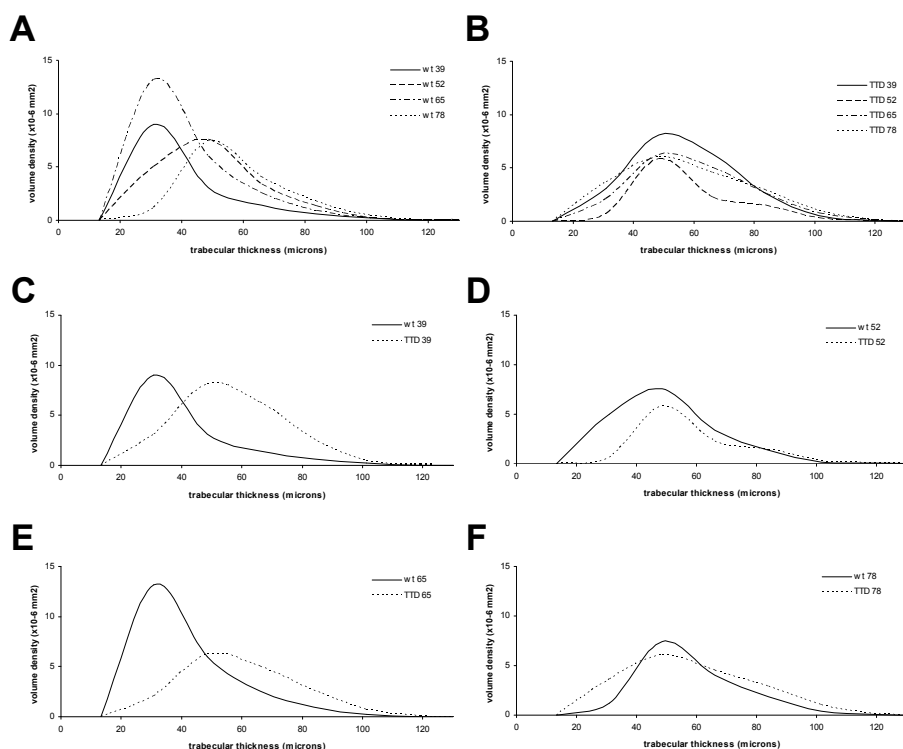 A
volume density (x10-6 mm2)
15
10
5
0
0 20 40 60 80 100 120
trabecular thickness (microns)
wt 39
wt 52
wt 65
wt 78
B
volume density (x10-6 mm2)
15
10
5
0
0 20 40 60 80 100 120
trabecular thickness (microns)
TTD 39
TTD 52
TTD 65
TTD 78
C
volume density (x10-6 mm2)
15
10
5
0
0 20 40 60 80 100 120
trabecular thickness (microns)
wt 39
TTD 39
D
volume density (x10-6 mm2)
15
10
5
0
0 20 40 60 80 100 120
trabecular thickness (microns)
wt 52
TTD 52
E
volume density (x10-6 mm2)
15
10
5
0
0 20 40 60 80 100 120
trabecular thickness (microns)
wt 65
TTD 65
F
volume density (x10-6 mm2)
15
10
5
0
0 20 40 60 80 100 120
trabecular thickness (microns)
wt 78
TTD 78